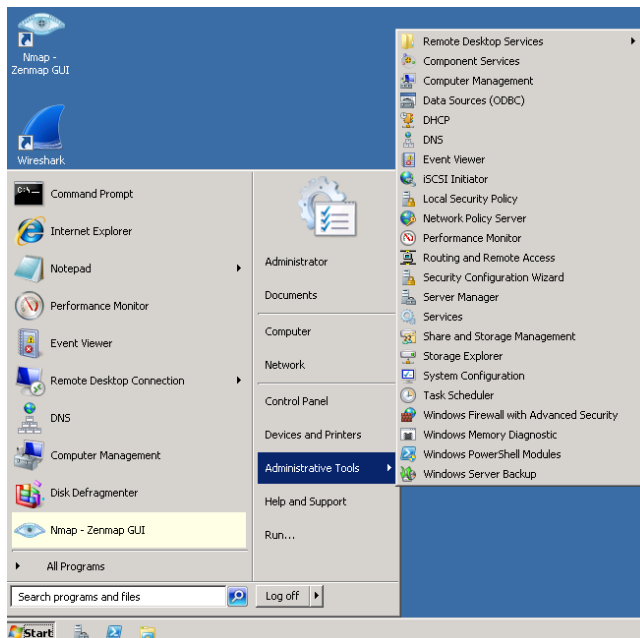 Nmap -
Zenmap GUI
Wireshark
Command Prompt
Internet Explorer
Notepad
Performance Monitor
Event Viewer
Remote Desktop Connection
DNS
Computer Management
Disk Defragmenter
Nmap - Zenmap GUI
All Programs
Search programs and files
Administrator
Documents
Computer
Network
Control Panel
Devices and Printers
Administrative Tools
Help and Support
Run...
Log off
Remote Desktop Services
Component Services
Computer Management
Data Sources (ODBC)
DHCP
DNS
Event Viewer
iSCSI Initiator
Local Security Policy
Network Policy Server
Performance Monitor
Routing and Remote Access
Security Configuration Wizard
Server Manager
Services
Share and Storage Management
Storage Explorer
System Configuration
Task Scheduler
Windows Firewall with Advanced Security
Windows Memory Diagnostic
Windows PowerShell Modules
Windows Server Backup
Start